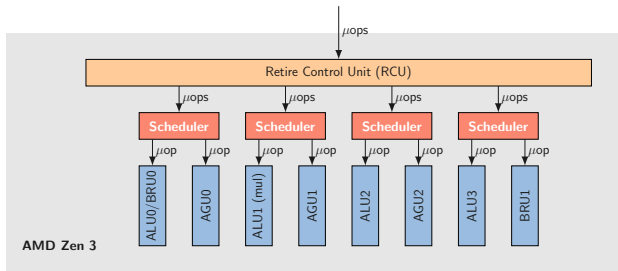 μops
Retire Control Unit (RCU)
μops μops μops μops
Scheduler Scheduler Scheduler Scheduler
μop μop μop μop μop μop μop μop
ALU0/BRU0
AGU0
ALU1 (mul)
AGU1
ALU2
AGU2
ALU3
BRU1
AMD Zen 3